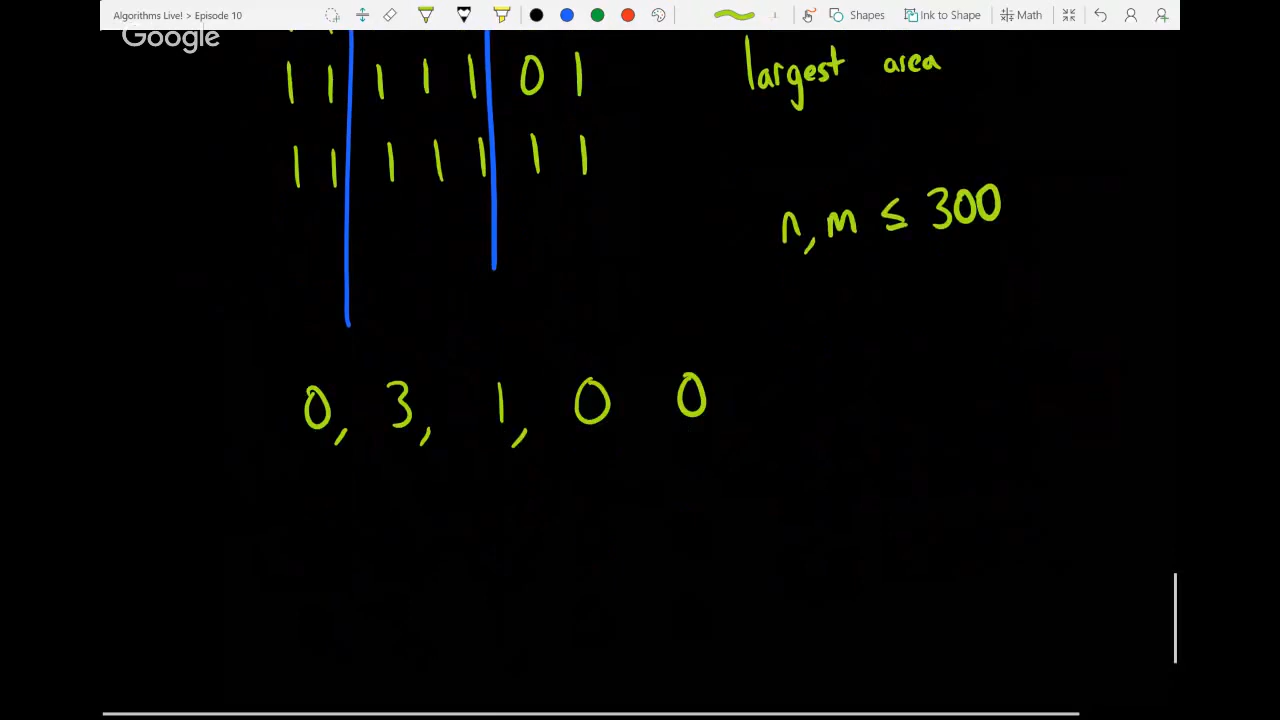 Algorithms Live! > Episode 10
Shapes
Ink to Shape
Math
Google
1 1 1 1 1 0 1
largest area
1 1 1 1 1 1 1
n, m ≤ 300
0, 3, 1, 0 0